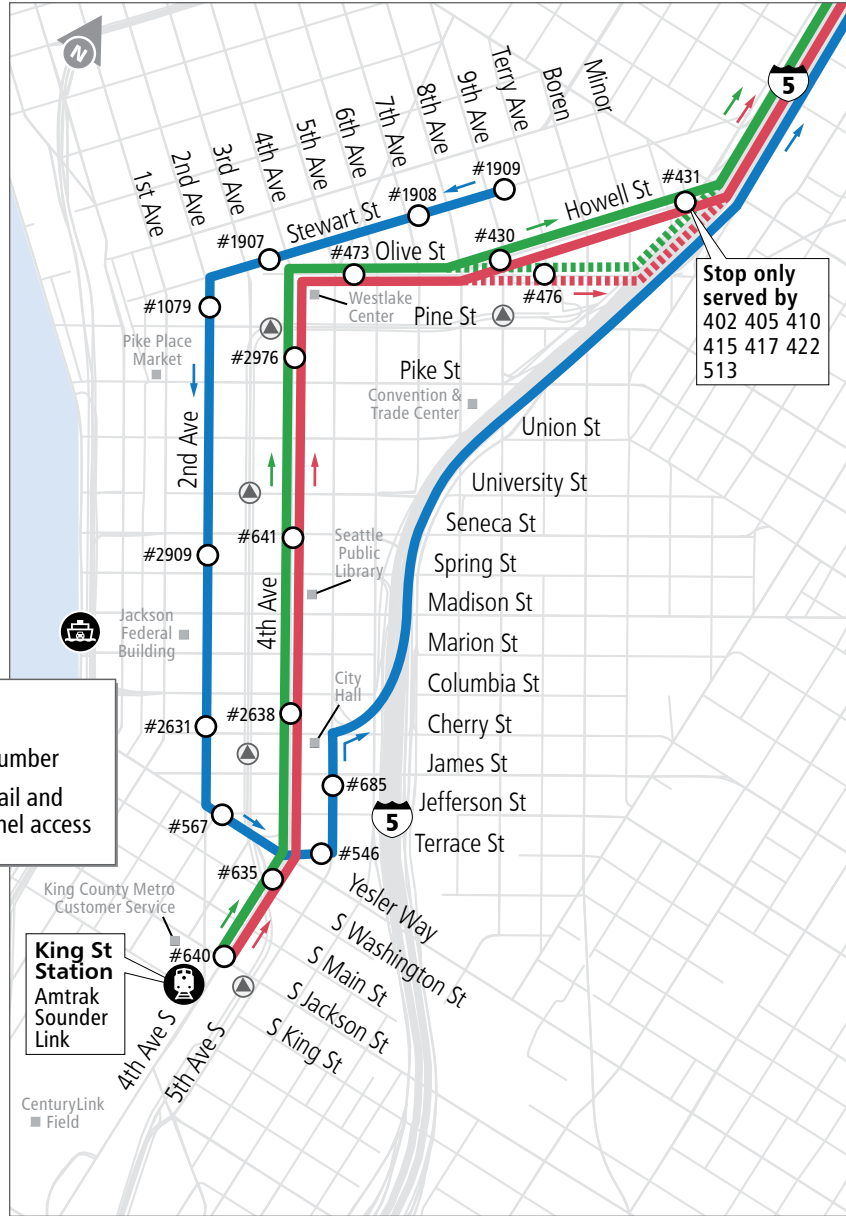 N
1st Ave
2nd Ave
3rd Ave
4th Ave
5th Ave
6th Ave
7th Ave
8th Ave
9th Ave
Terry Ave
Boren
Minor
5
#1909
#1908
#1907
Stewart St
#431
Howell St
#430
#473
Olive St
#476
#1079
Westlake
Center
Pine St
Stop only
served by
402 405 410
415 417 422
513
Pike Place
Market
#2976
Pike St
Convention &
Trade Center
2nd Ave
Union St
University St
Seneca St
#641
Seattle
Public
Library
#2909
Spring St
Madison St
4th Ave
Jackson
Federal
Building
Marion St
City
Hall
Columbia St
#2638
#2631
Cherry St
umber
James St
#685
ail and
nel access
Jefferson St
5
#567
Terrace St
#546
#635
Yesler Way
King County Metro
Customer Service
S Washington St
#640
King St
Station
Amtrak
Sounder
Link
S Main St
S Jackson St
S King St
4th Ave S
5th Ave S
CenturyLink
Field